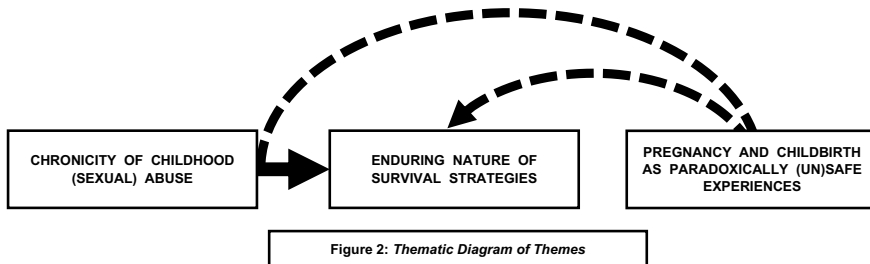 CHRONICITY OF CHILDHOOD
(SEXUAL) ABUSE
ENDURING NATURE OF
SURVIVAL STRATEGIES
PREGNANCY AND CHILDBIRTH
AS PARADOXICALLY (UN)SAFE
EXPERIENCES
Figure 2: Thematic Diagram of Themes